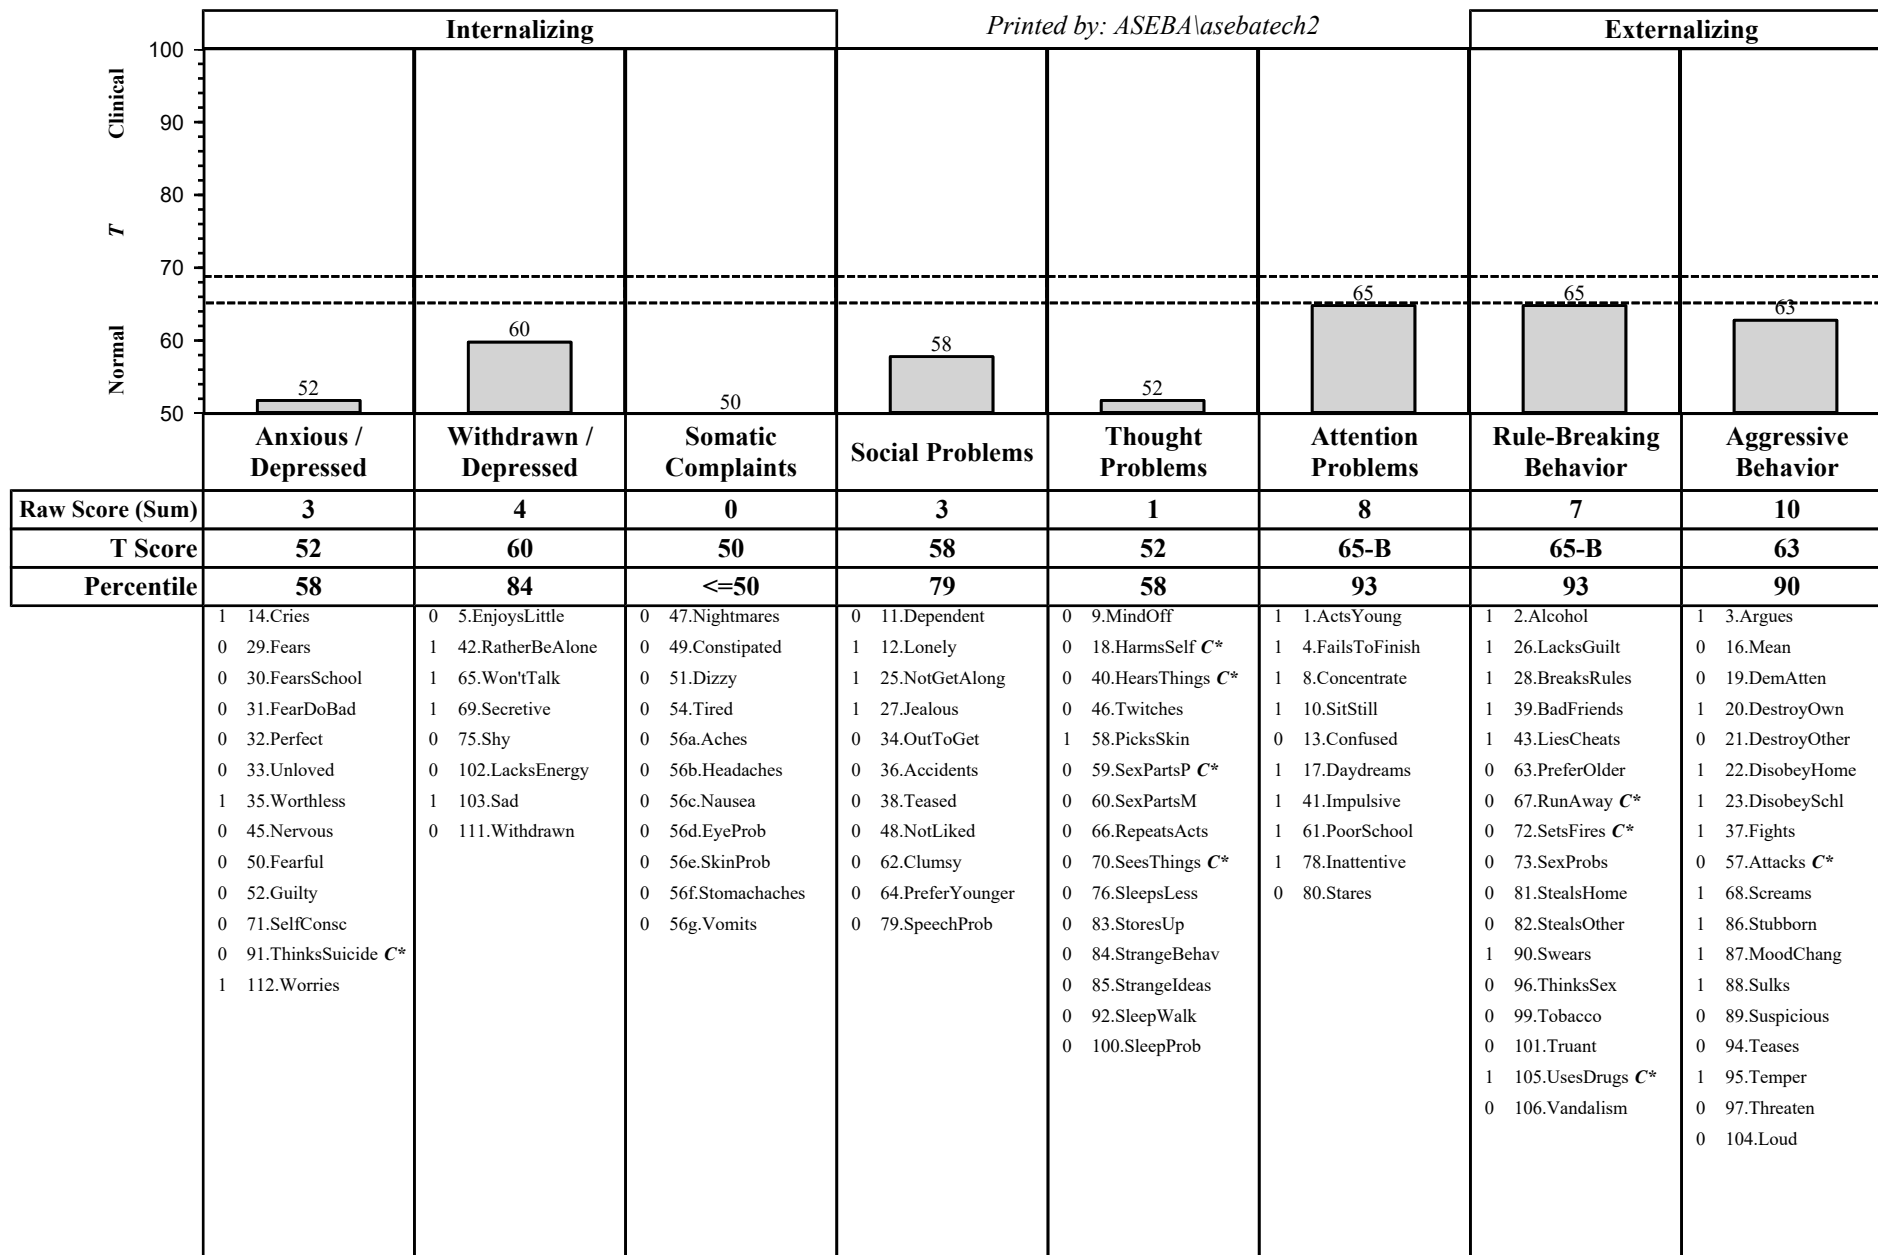 Internalizing
Printed by: ASEBA\asebatech2
Externalizing
100
90
80
70
60
50
Clinical
T
Normal
52
60
50
58
52
65
65
63
Anxious / Depressed
Withdrawn / Depressed
Somatic Complaints
Social Problems
Thought Problems
Attention Problems
Rule-Breaking Behavior
Aggressive Behavior
Raw Score (Sum) 3 4 0 3 1 8 7 10
T Score 52 60 50 58 52 65-B 65-B 63
Percentile 58 84 <=50 79 58 93 93 90
1 14.Cries
0 29.Fears
0 30.FearsSchool
0 31.FearDoBad
0 32.Perfect
0 33.Unloved
1 35.Worthless
0 45.Nervous
0 50.Fearful
0 52.Guilty
0 71.SelfConsc
0 91.ThinksSuicide C*
1 112.Worries
0 5.EnjoysLittle
1 42.RatherBeAlone
1 65.Won'tTalk
1 69.Secretive
0 75.Shy
0 102.LacksEnergy
1 103.Sad
0 111.Withdrawn
0 47.Nightmares
0 49.Constipated
0 51.Dizzy
0 54.Tired
0 56a.Aches
0 56b.Headaches
0 56c.Nausea
0 56d.EyeProb
0 56e.SkinProb
0 56f.Stomachaches
0 56g.Vomits
0 11.Dependent
1 12.Lonely
1 25.NotGetAlong
1 27.Jealous
0 34.OutToGet
0 36.Accidents
0 38.Teased
0 48.NotLiked
0 62.Clumsy
0 64.PreferYounger
0 79.SpeechProb
0 9.MindOff
0 18.HarmsSelf C*
0 40.HearsThings C*
0 46.Twitches
1 58.PicksSkin
0 59.SexPartsP C*
0 60.SexPartsM
0 66.RepeatsActs
0 70.SeesThings C*
0 76.SleepsLess
0 83.StoresUp
0 84.StrangeBehav
0 85.StrangeIdeas
0 92.SleepWalk
0 100.SleepProb
1 1.ActsYoung
1 4.FailsToFinish
1 8.Concentrate
1 10.SitStill
0 13.Confused
1 17.Daydreams
1 41.Impulsive
1 61.PoorSchool
1 78.Inattentive
0 80.Stares
1 2.Alcohol
1 26.LacksGuilt
1 28.BreaksRules
1 39.BadFriends
1 43.LiesCheats
0 63.PreferOlder
0 67.RunAway C*
0 72.SetsFires C*
0 73.SexProbs
0 81.StealsHome
0 82.StealsOther
1 90.Swears
0 96.ThinksSex
0 99.Tobacco
0 101.Truant
1 105.UsesDrugs C*
0 106.Vandalism
1 3.Argues
0 16.Mean
0 19.DemAtten
1 20.DestroyOwn
0 21.DestroyOther
1 22.DisobeyHome
1 23.DisobeySchl
1 37.Fights
0 57.Attacks C*
1 68.Screams
1 86.Stubborn
1 87.MoodChang
1 88.Sulks
0 89.Suspicious
0 94.Teases
1 95.Temper
0 97.Threaten
0 104.Loud